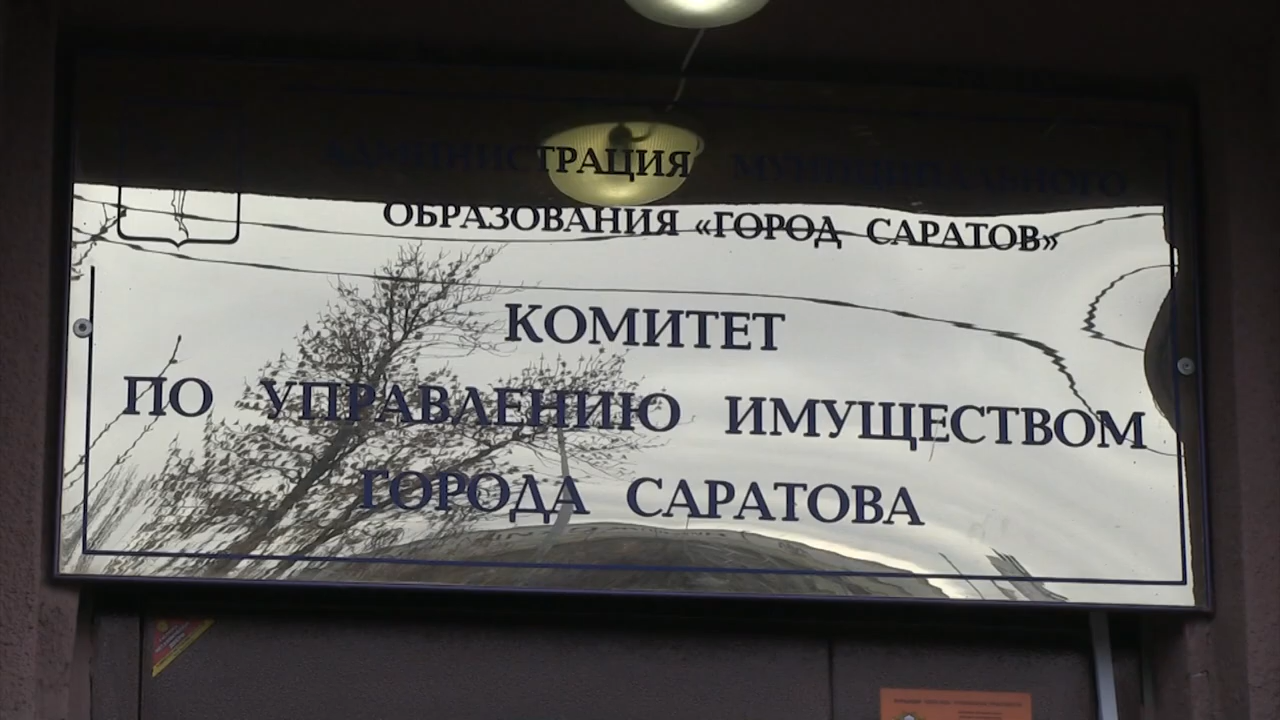 АДМИНИСТРАЦИЯ МУНИЦИПАЛЬНОГО
ОБРАЗОВАНИЯ «ГОРОД САРАТОВ»
КОМИТЕТ
ПО УПРАВЛЕНИЮ ИМУЩЕСТВОМ
ГОРОДА САРАТОВА